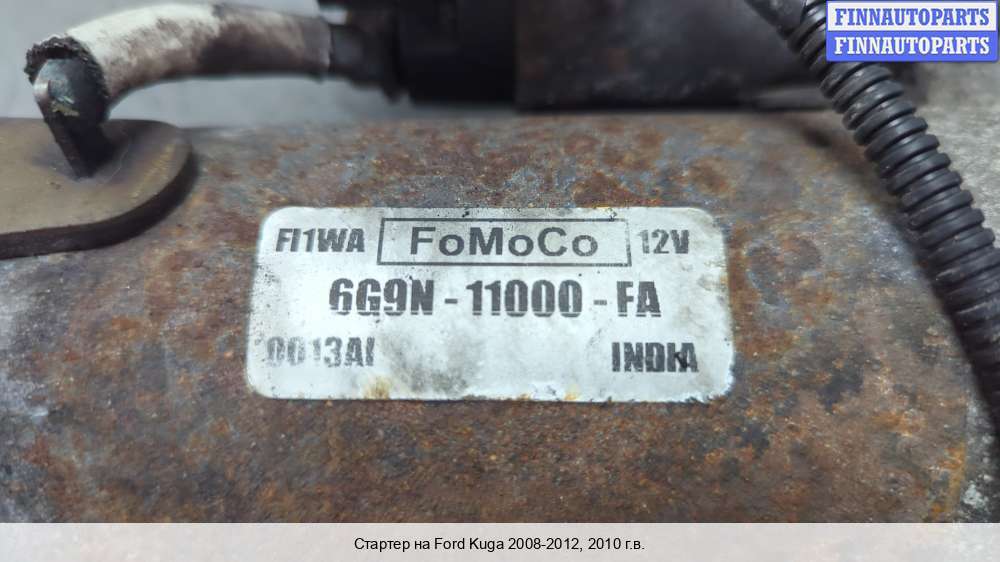 FINNAUTOPARTS
FINNAUTOPARTS
FI1WA FoMoCo 12V
6G9N - 11000 - FA
0013AI INDIA
Стартер на Ford Kuga 2008-2012, 2010 г.в.